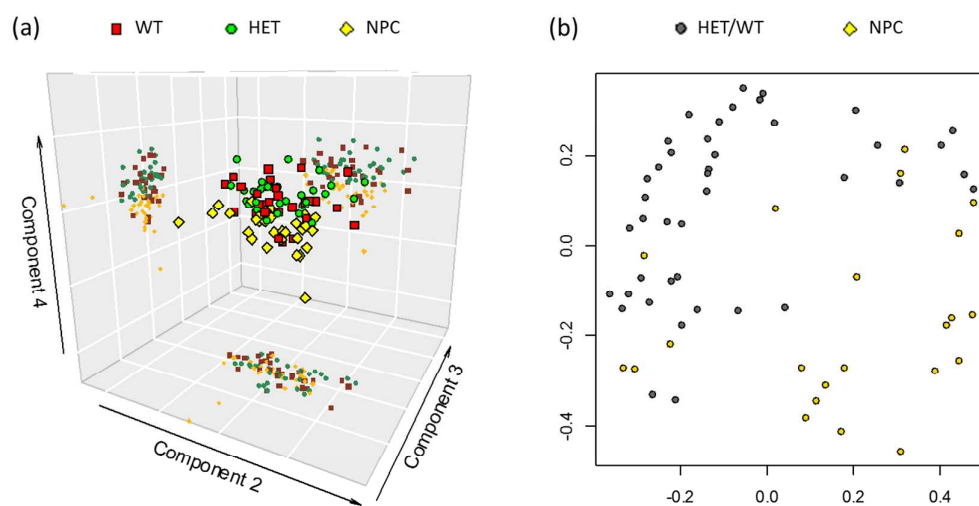 (a) WT HET NPC
Component 4
Component 2
Component 3
(b) HET/WT NPC
0.2
0.0
-0.2
-0.4
-0.2 0.0 0.2 0.4